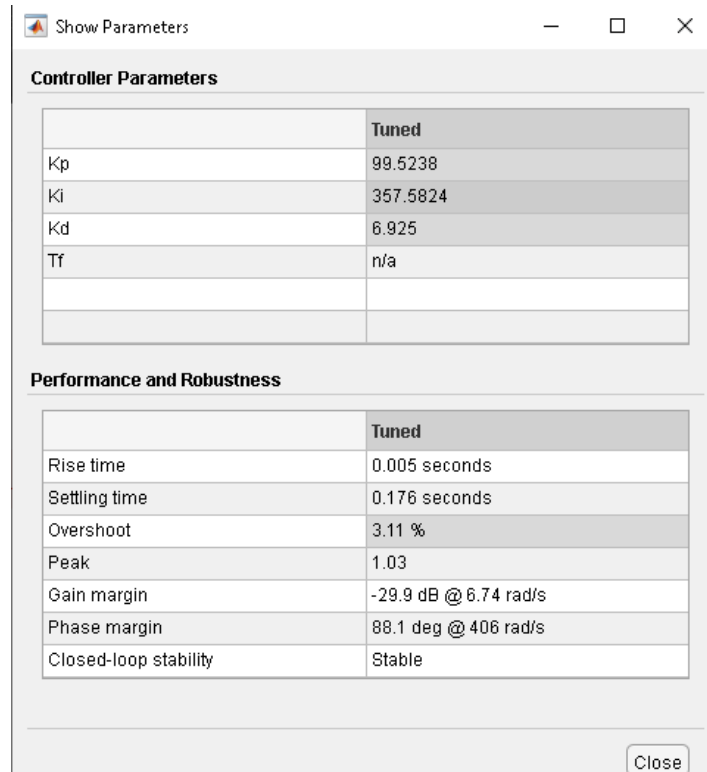 Show Parameters
Controller Parameters
Tuned
Kp 99.5238
Ki 357.5824
Kd 6.925
Tf n/a
Performance and Robustness
Tuned
Rise time 0.005 seconds
Settling time 0.176 seconds
Overshoot 3.11 %
Peak 1.03
Gain margin -29.9 dB @ 6.74 rad/s
Phase margin 88.1 deg @ 406 rad/s
Closed-loop stability Stable
Close